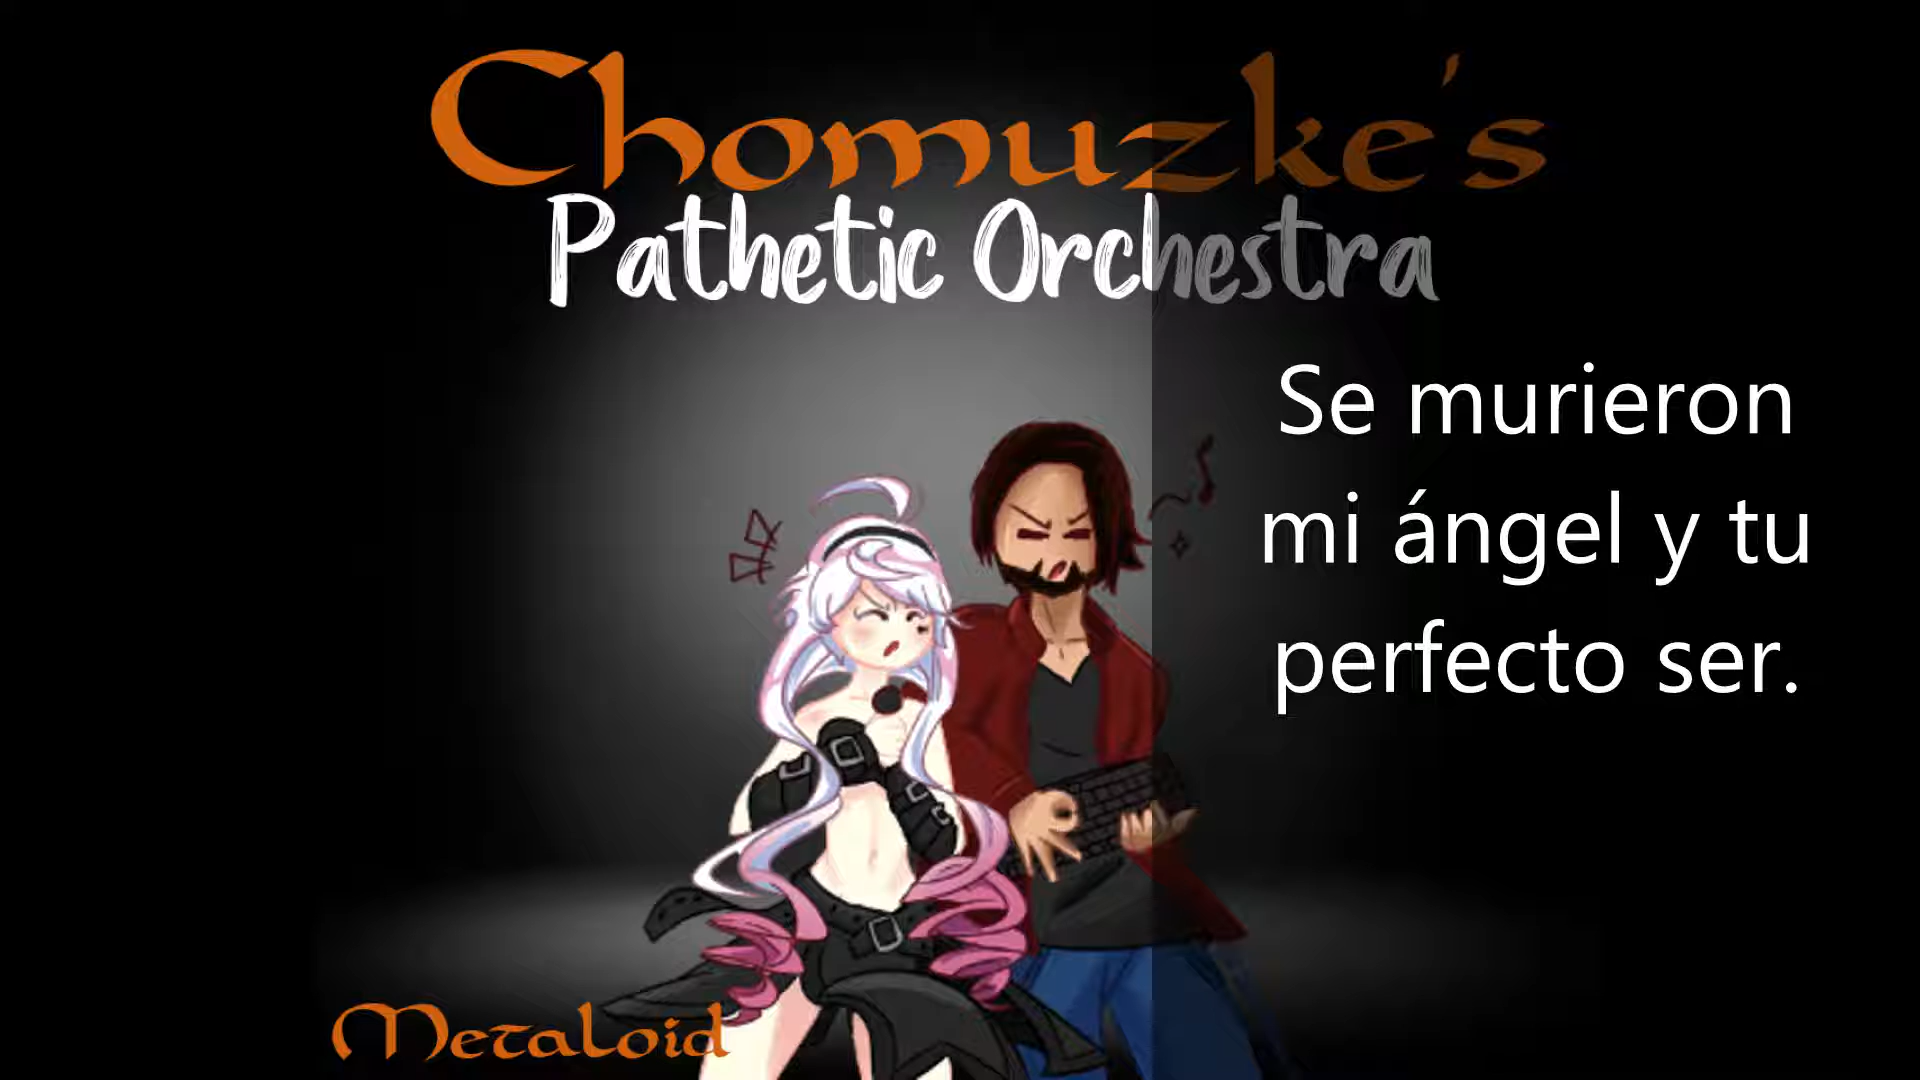 Chomuzke's
Pathetic Orchestra
Se murieron
mi ángel y tu
perfecto ser.
Metaloid